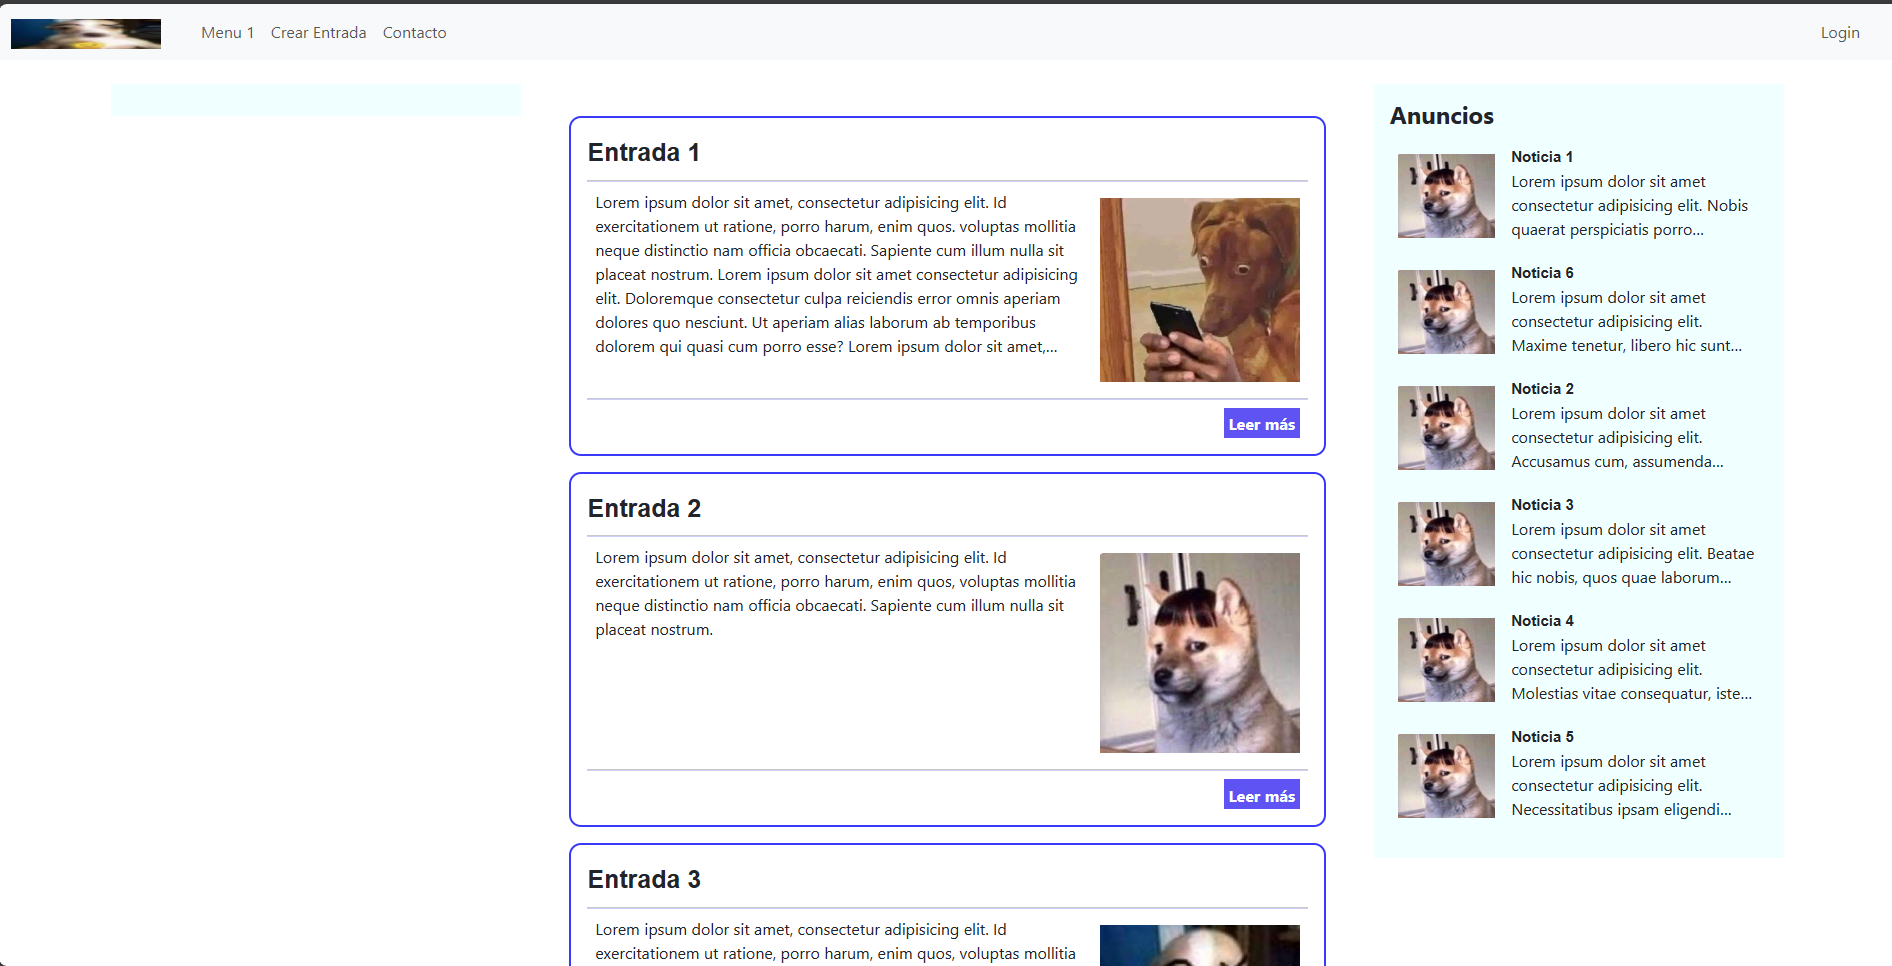 Menu 1 Crear Entrada Contacto Login
Entrada 1
Lorem ipsum dolor sit amet, consectetur adipisicing elit. Id
exercitationem ut ratione, porro harum, enim quos. voluptas mollitia
neque distinctio nam officia obcaecati. Sapiente cum illum nulla sit
placeat nostrum. Lorem ipsum dolor sit amet consectetur adipisicing
elit. Doloremque consectetur culpa reiciendis error omnis aperiam
dolores quo nesciunt. Ut aperiam alias laborum ab temporibus
dolorem qui quasi cum porro esse? Lorem ipsum dolor sit amet,...
Leer más
Entrada 2
Lorem ipsum dolor sit amet, consectetur adipisicing elit. Id
exercitationem ut ratione, porro harum, enim quos, voluptas mollitia
neque distinctio nam officia obcaecati. Sapiente cum illum nulla sit
placeat nostrum.
Leer más
Entrada 3
Lorem ipsum dolor sit amet, consectetur adipisicing elit. Id
exercitationem ut ratione, porro harum, enim quos, voluptas mollitia
Anuncios
Noticia 1
Lorem ipsum dolor sit amet
consectetur adipisicing elit. Nobis
quaerat perspiciatis porro...
Noticia 6
Lorem ipsum dolor sit amet
consectetur adipisicing elit.
Maxime tenetur, libero hic sunt...
Noticia 2
Lorem ipsum dolor sit amet
consectetur adipisicing elit.
Accusamus cum, assumenda...
Noticia 3
Lorem ipsum dolor sit amet
consectetur adipisicing elit. Beatae
hic nobis, quos quae laborum...
Noticia 4
Lorem ipsum dolor sit amet
consectetur adipisicing elit.
Molestias vitae consequatur, iste...
Noticia 5
Lorem ipsum dolor sit amet
consectetur adipisicing elit.
Necessitatibus ipsam eligendi...